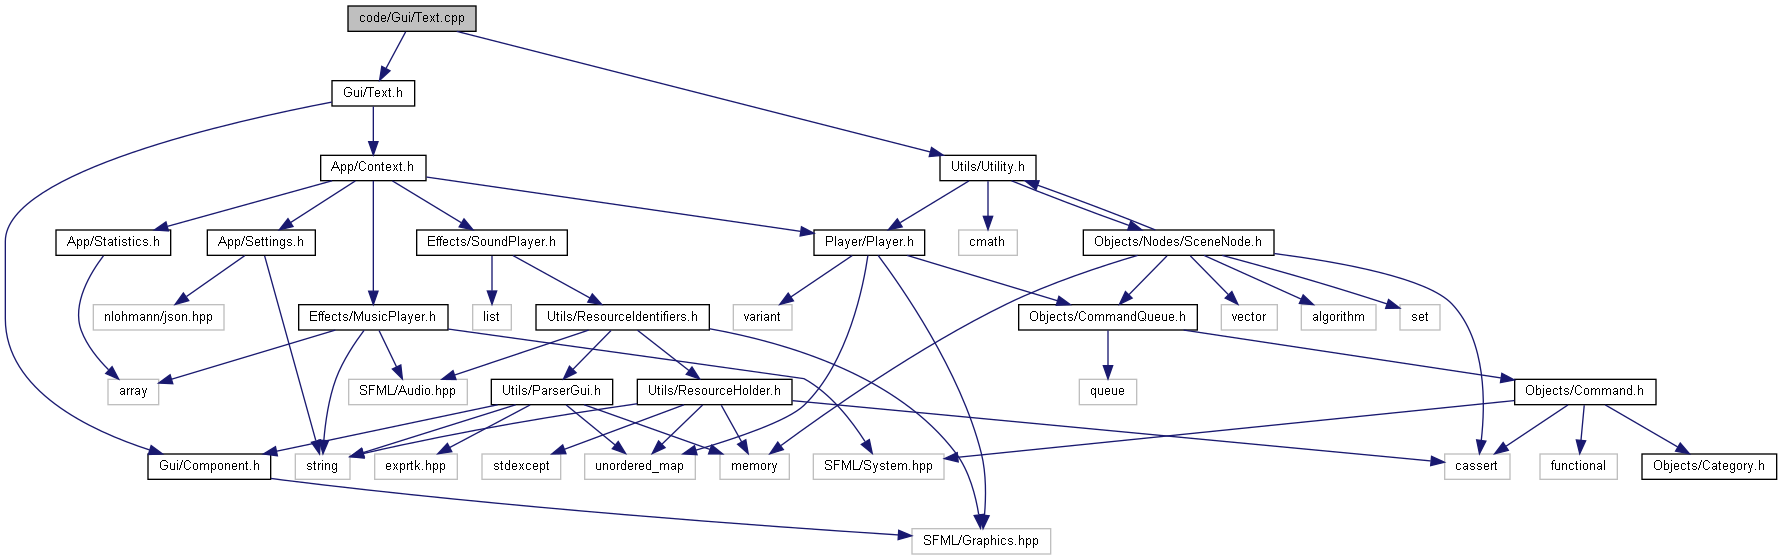 code/Gui/Text.cpp
Gui/Text.h
App/Context.h
Utils/Utility.h
App/Statistics.h
App/Settings.h
Effects/SoundPlayer.h
Player/Player.h
cmath
Objects/Nodes/SceneNode.h
nlohmann/json.hpp
Effects/MusicPlayer.h
list
Utils/ResourceIdentifiers.h
variant
Objects/CommandQueue.h
vector
algorithm
set
array
SFML/Audio.hpp
Utils/ParserGui.h
Utils/ResourceHolder.h
queue
Objects/Command.h
Gui/Component.h
string
exprtk.hpp
stdexcept
unordered_map
memory
SFML/System.hpp
cassert
functional
Objects/Category.h
SFML/Graphics.hpp